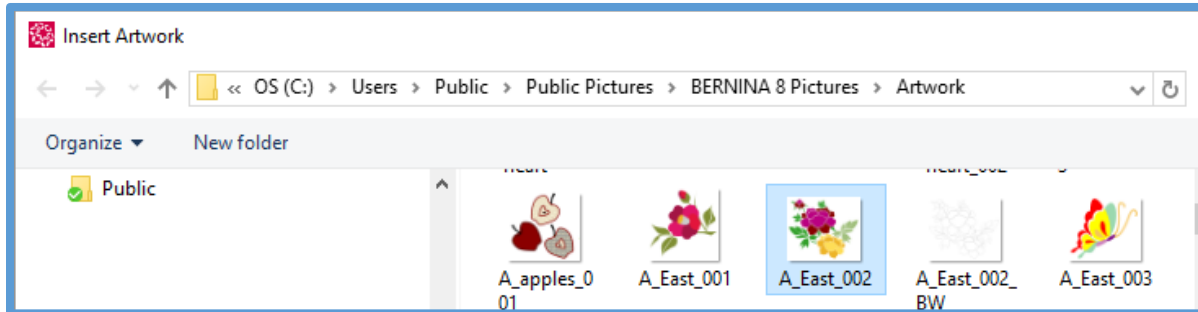 Insert Artwork
« OS (C:) > Users > Public > Public Pictures > BERNINA 8 Pictures > Artwork
Organize New folder
Public
A_apples_0
01
A_East_001
A_East_002
A_East_002_
BW
A_East_003